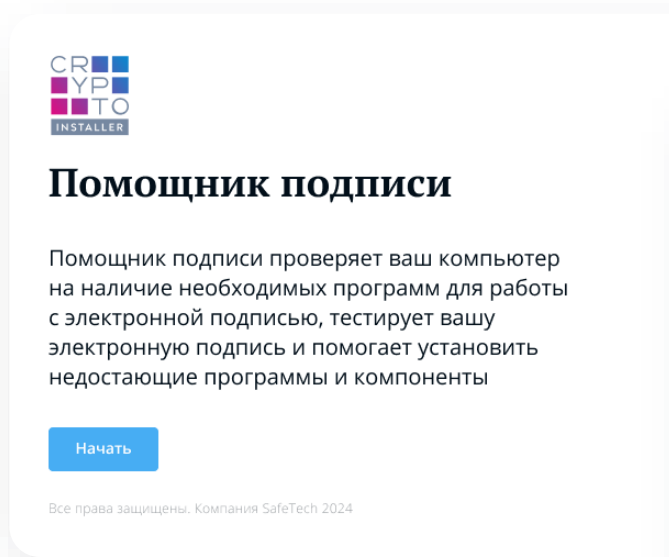 CR
YP
TO
INSTALLER
Помощник подписи
Помощник подписи проверяет ваш компьютер
на наличие необходимых программ для работы
с электронной подписью, тестирует вашу
электронную подпись и помогает установить
недостающие программы и компоненты
Начать
Все права защищены. Компания SafeTech 2024